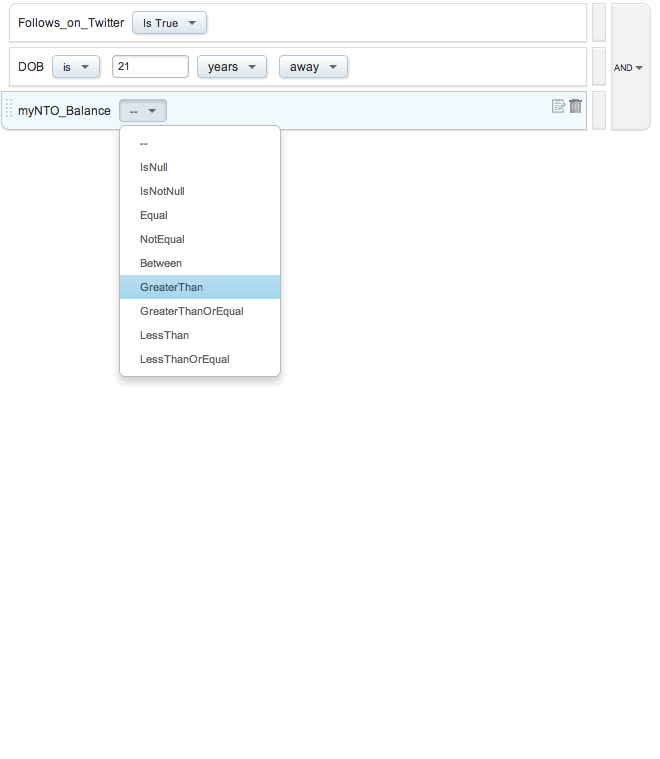 Follows_on_Twitter Is True
DOB is 21 years away
AND
myNTO_Balance --
--
IsNull
IsNotNull
Equal
NotEqual
Between
GreaterThan
GreaterThanOrEqual
LessThan
LessThanOrEqual